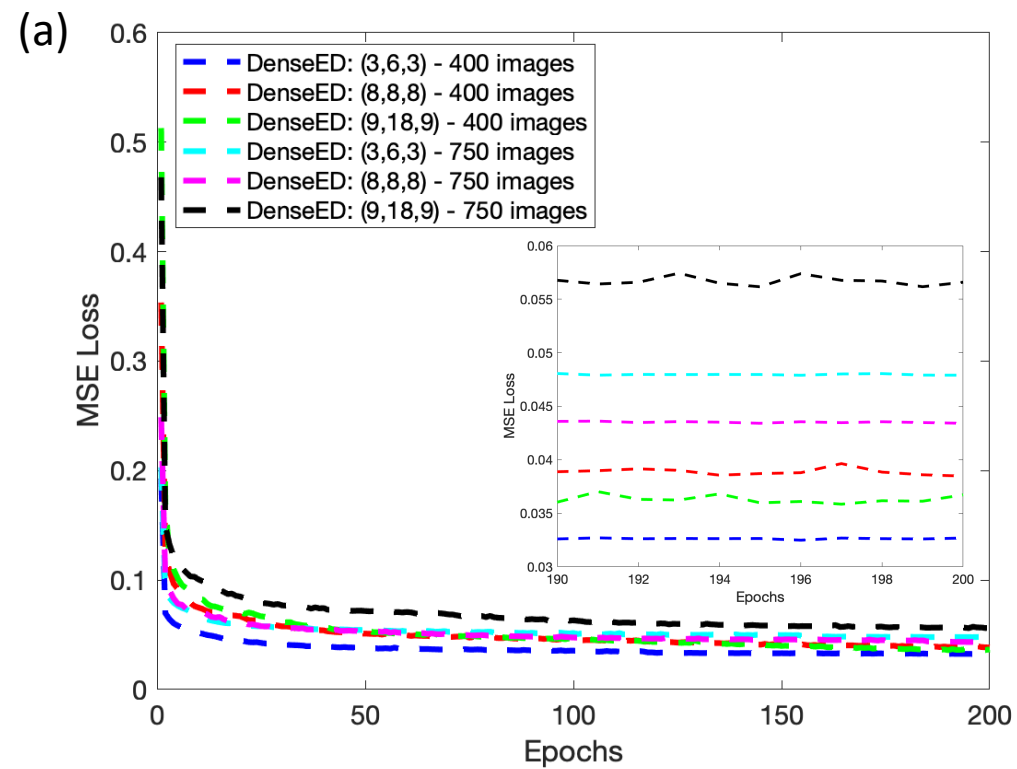 (a)
0.6
0.5
0.4
0.3
0.2
0.1
0
MSE Loss
DenseED: (3,6,3) - 400 images
DenseED: (8,8,8) - 400 images
DenseED: (9,18,9) - 400 images
DenseED: (3,6,3) - 750 images
DenseED: (8,8,8) - 750 images
DenseED: (9,18,9) - 750 images
0.06
0.055
0.05
0.045
0.04
0.035
0.03
MSE Loss
190 192 194 196 198 200
Epochs
0 50 100 150 200
Epochs